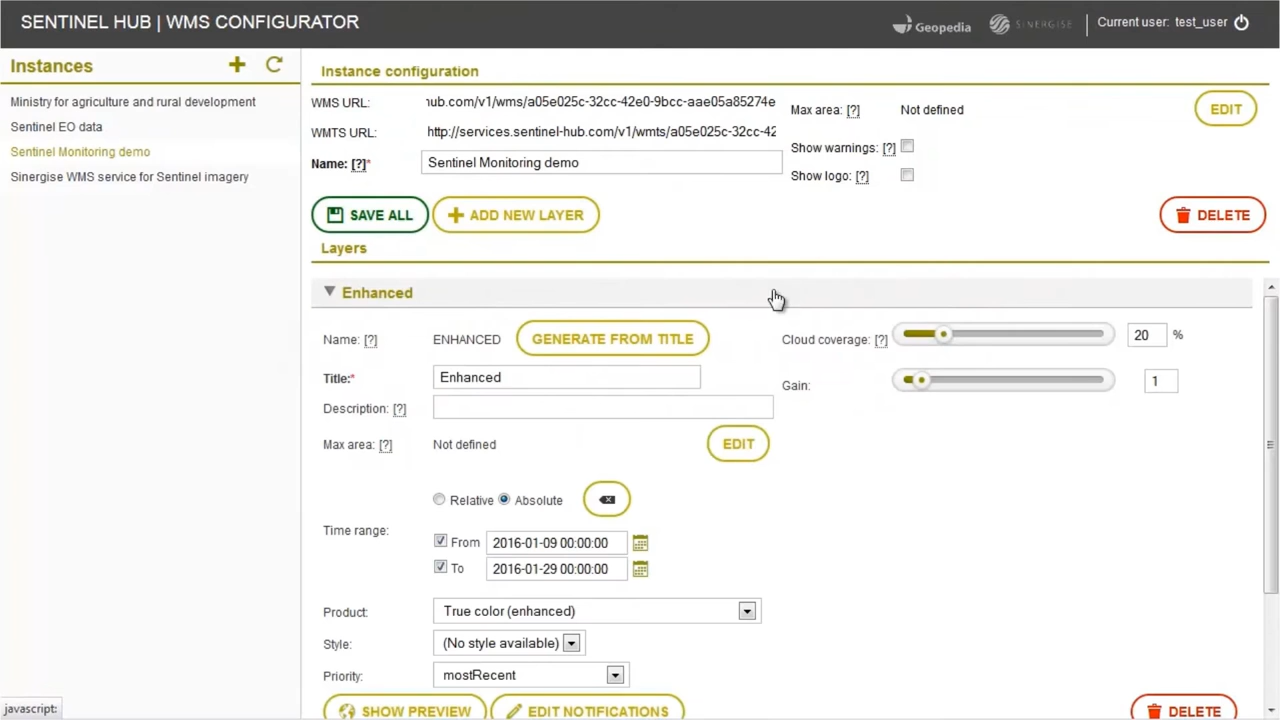 SENTINEL HUB | WMS CONFIGURATOR
Geopedia
SINERGISE
Current user: test_user
Instances
Ministry for agriculture and rural development
Sentinel EO data
Sentinel Monitoring demo
Sinergise WMS service for Sentinel imagery
Instance configuration
WMS URL: hub.com/v1/wms/a05e025c-32cc-42e0-9bcc-aae05a85274e
WMTS URL: http://services.sentinel-hub.com/v1/wmts/a05e025c-32cc-42
Name: [?]* Sentinel Monitoring demo
Max area: [?] Not defined
EDIT
Show warnings: [?]
Show logo: [?]
SAVE ALL
ADD NEW LAYER
DELETE
Layers
Enhanced
Name: [?] ENHANCED GENERATE FROM TITLE
Title:* Enhanced
Description: [?]
Max area: [?] Not defined EDIT
Relative Absolute
Time range:
From 2016-01-09 00:00:00
To 2016-01-29 00:00:00
Product: True color (enhanced)
Style: (No style available)
Priority: mostRecent
Cloud coverage: [?] 20 %
Gain: 1
SHOW PREVIEW
EDIT NOTIFICATIONS
DELETE
javascript: